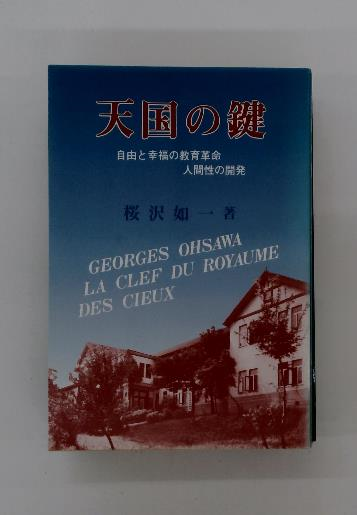 天国の鍵
自由と幸福の教育革命
人間性の開発
桜沢如一著
GEORGES OHSAWA
LA CLEF DU ROYAUME
DES CIEUX